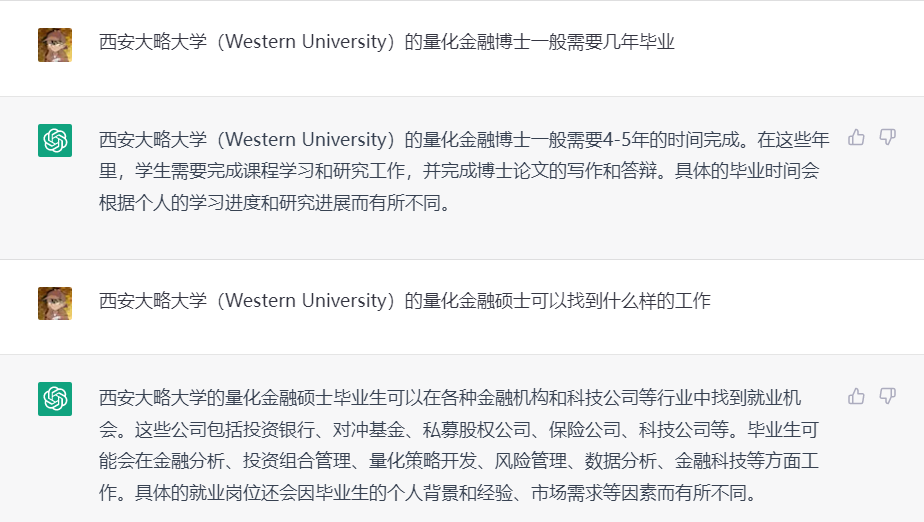 西安大略大学（Western University）的量化金融博士一般需要几年毕业
西安大略大学（Western University）的量化金融博士一般需要4-5年的时间完成。在这些年
里，学生需要完成课程学习和研究工作，并完成博士论文的写作和答辩。具体的毕业时间会
根据个人的学习进度和研究进展而有所不同。
西安大略大学（Western University）的量化金融硕士可以找到什么样的工作
西安大略大学的量化金融硕士毕业生可以在各种金融机构和科技公司等行业中找到就业机
会。这些公司包括投资银行、对冲基金、私募股权公司、保险公司、科技公司等。毕业生可
能会在金融分析、投资组合管理、量化策略开发、风险管理、数据分析、金融科技等方面工
作。具体的就业岗位还会因毕业生的个人背景和经验、市场需求等因素而有所不同。